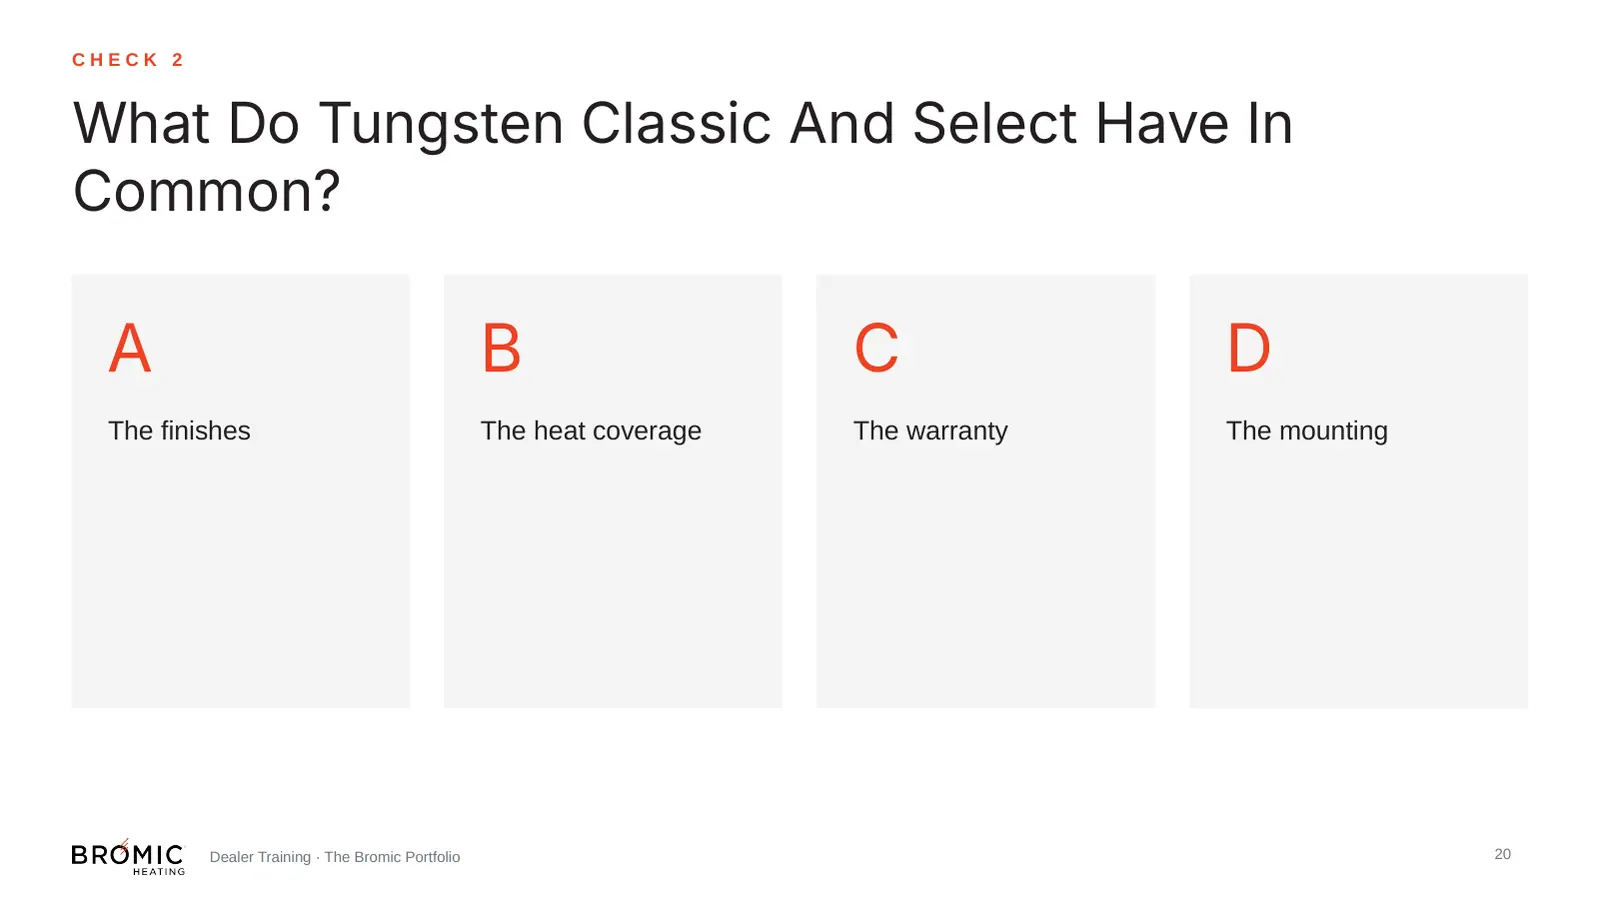 CHECK 2
What Do Tungsten Classic And Select Have In
Common?
A
The finishes
B
The heat coverage
C
The warranty
D
The mounting
BROMIC
HEATING
Dealer Training · The Bromic Portfolio
20